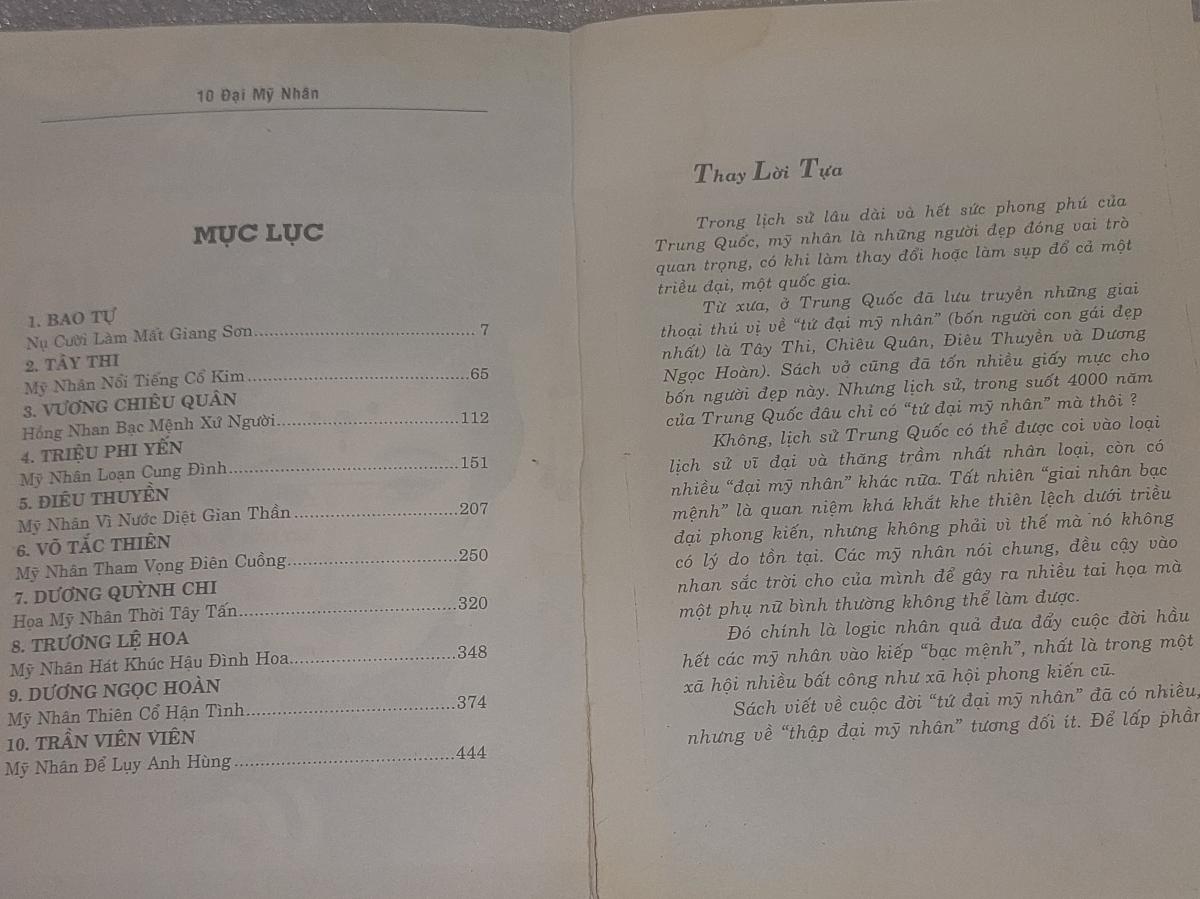 10 Đại Mỹ Nhân
MỤC LỤC
1. BAO TỰ
Nụ Cười Làm Mất Giang Sơn.......................................... 7
2. TÂY THI
Mỹ Nhân Nổi Tiếng Cổ Kim..........................................65
3. VƯƠNG CHIÊU QUÂN
Hồng Nhan Bạc Mệnh Xứ Người..................................112
4. TRIỆU PHI YẾN
Mỹ Nhân Loạn Cung Đình..........................................151
5. ĐIÊU THUYỀN
Mỹ Nhân Vì Nước Diệt Gian Thần...............................207
6. VÕ TẮC THIÊN
Mỹ Nhân Tham Vọng Điên Cuồng................................250
7. DƯƠNG QUỲNH CHI
Họa Mỹ Nhân Thời Tây Tấn........................................320
8. TRƯƠNG LỆ HOA
Mỹ Nhân Hát Khúc Hậu Đình Hoa...............................348
9. DƯƠNG NGỌC HOÀN
Mỹ Nhân Thiên Cổ Hận Tình.......................................374
10. TRẦN VIÊN VIÊN
Mỹ Nhân Để Lụy Anh Hùng.........................................444
Thay Lời Tựa
Trong lịch sử lâu dài và hết sức phong phú của
Trung Quốc, mỹ nhân là những người đẹp đóng vai trò
quan trọng, có khi làm thay đổi hoặc làm sụp đổ cả một
triều đại, một quốc gia.
Từ xưa, ở Trung Quốc đã lưu truyền những giai
thoại thú vị về “tứ đại mỹ nhân” (bốn người con gái đẹp
nhất) là Tây Thi, Chiêu Quân, Điêu Thuyền và Dương
Ngọc Hoàn). Sách vở cũng đã tốn nhiều giấy mực cho
bốn người đẹp này. Nhưng lịch sử, trong suốt 4000 năm
của Trung Quốc đâu chỉ có “tứ đại mỹ nhân” mà thôi ?
Không, lịch sử Trung Quốc có thể được coi vào loại
lịch sử vĩ đại và thăng trầm nhất nhân loại, còn có
nhiều “đại mỹ nhân” khác nữa. Tất nhiên “giai nhân bạc
mệnh” là quan niệm khá khắt khe thiên lệch dưới triều
đại phong kiến, nhưng không phải vì thế mà nó không
có lý do tồn tại. Các mỹ nhân nói chung, đều cậy vào
nhan sắc trời cho của mình để gây ra nhiều tai họa mà
một phụ nữ bình thường không thể làm được.
Đó chính là logic nhân quả đưa đẩy cuộc đời hầu
hết các mỹ nhân vào kiếp “bạc mệnh”, nhất là trong một
xã hội nhiều bất công như xã hội phong kiến cũ.
Sách viết về cuộc đời “tứ đại mỹ nhân” đã có nhiều,
nhưng về “thập đại mỹ nhân” tương đối ít. Để lấp phần